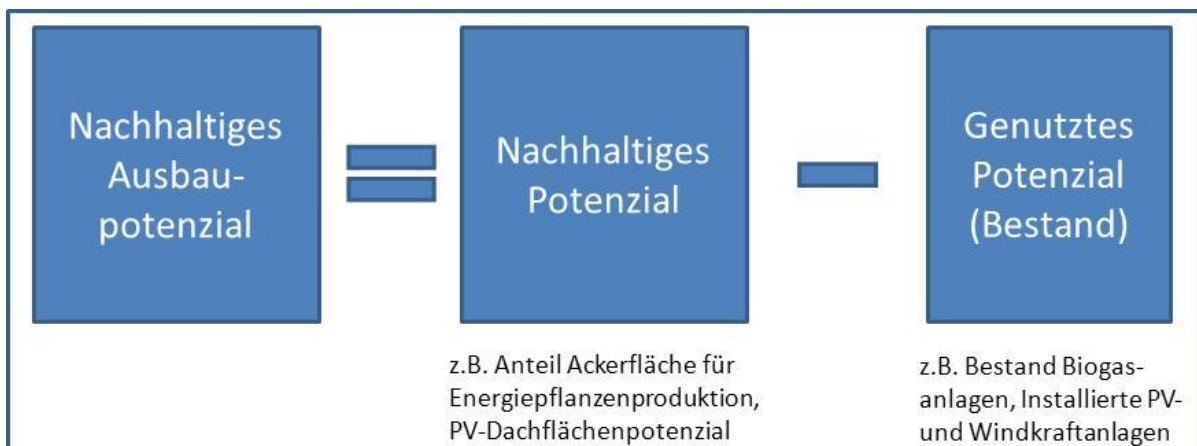 Nachhaltiges
Ausbau-
potenzial
Nachhaltiges
Potenzial
Genutztes
Potenzial
(Bestand)
z.B. Anteil Ackerfläche für
Energiepflanzenproduktion,
PV-Dachflächenpotenzial
z.B. Bestand Biogas-
anlagen, Installierte PV-
und Windkraftanlagen